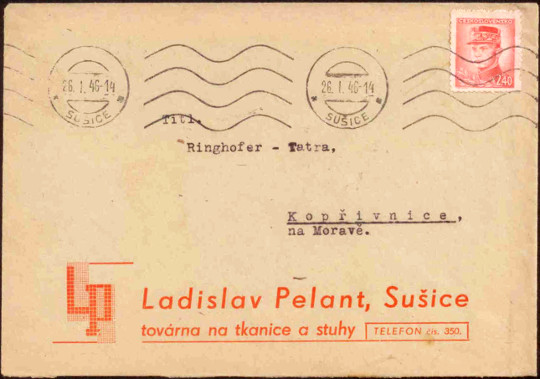 ČESKOSLOVENSKO
2'40
26. I. 46-14
SUŠICE
26. I. 46-14
SUŠICE
Titl.
Ringhofer - Tatra,
Kopřivnice,
na Moravě.
LP
Ladislav Pelant, Sušice
továrna na tkanice a stuhy
TELEFON čís. 350.